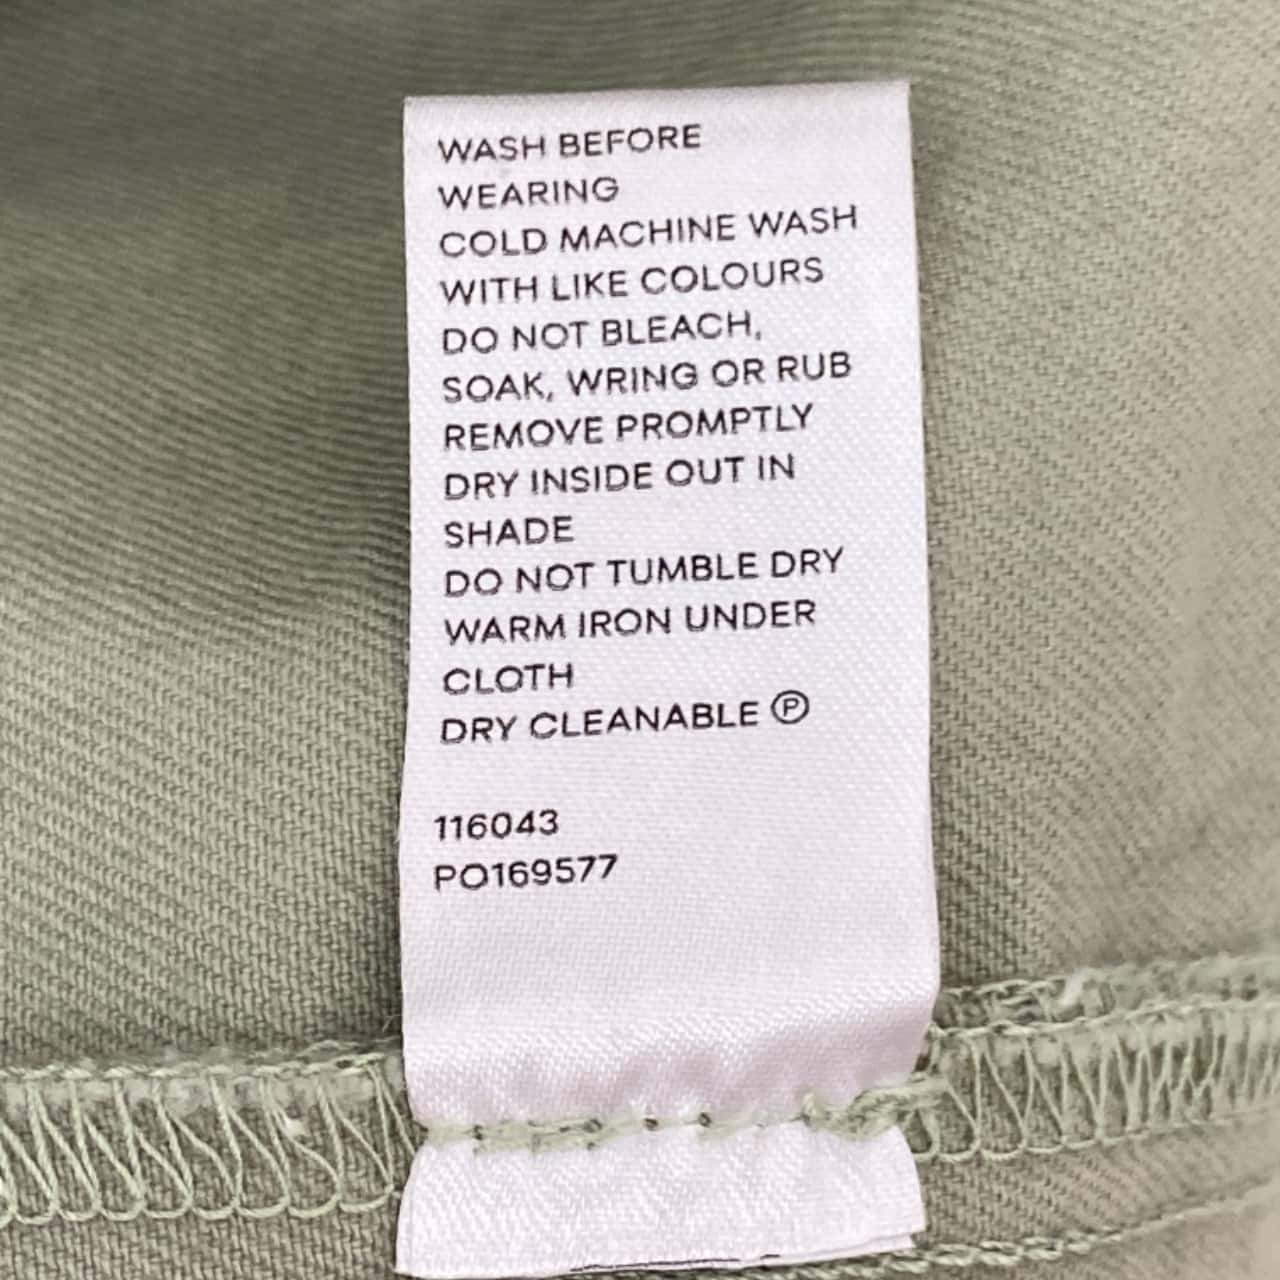 WASH BEFORE
WEARING
COLD MACHINE WASH
WITH LIKE COLOURS
DO NOT BLEACH,
SOAK, WRING OR RUB
REMOVE PROMPTLY
DRY INSIDE OUT IN
SHADE
DO NOT TUMBLE DRY
WARM IRON UNDER
CLOTH
DRY CLEANABLE Ⓟ
116043
PO169577